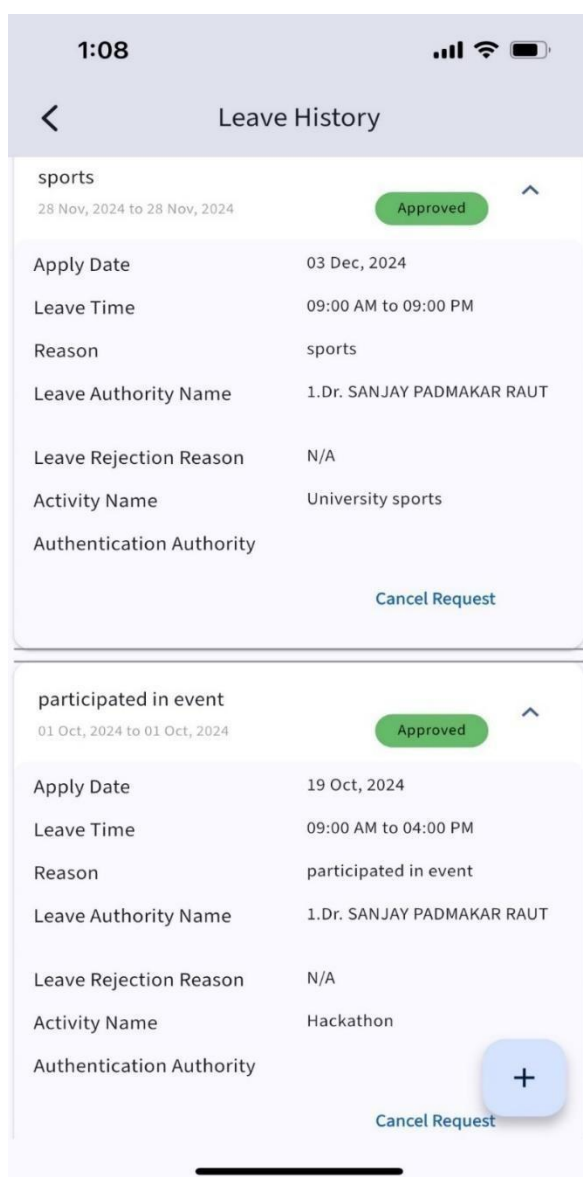 1:08
Leave History
sports
28 Nov, 2024 to 28 Nov, 2024
Approved
Apply Date 03 Dec, 2024
Leave Time 09:00 AM to 09:00 PM
Reason sports
Leave Authority Name 1.Dr. SANJAY PADMAKAR RAUT
Leave Rejection Reason N/A
Activity Name University sports
Authentication Authority
Cancel Request
participated in event
01 Oct, 2024 to 01 Oct, 2024
Approved
Apply Date 19 Oct, 2024
Leave Time 09:00 AM to 04:00 PM
Reason participated in event
Leave Authority Name 1.Dr. SANJAY PADMAKAR RAUT
Leave Rejection Reason N/A
Activity Name Hackathon
Authentication Authority
+
Cancel Request